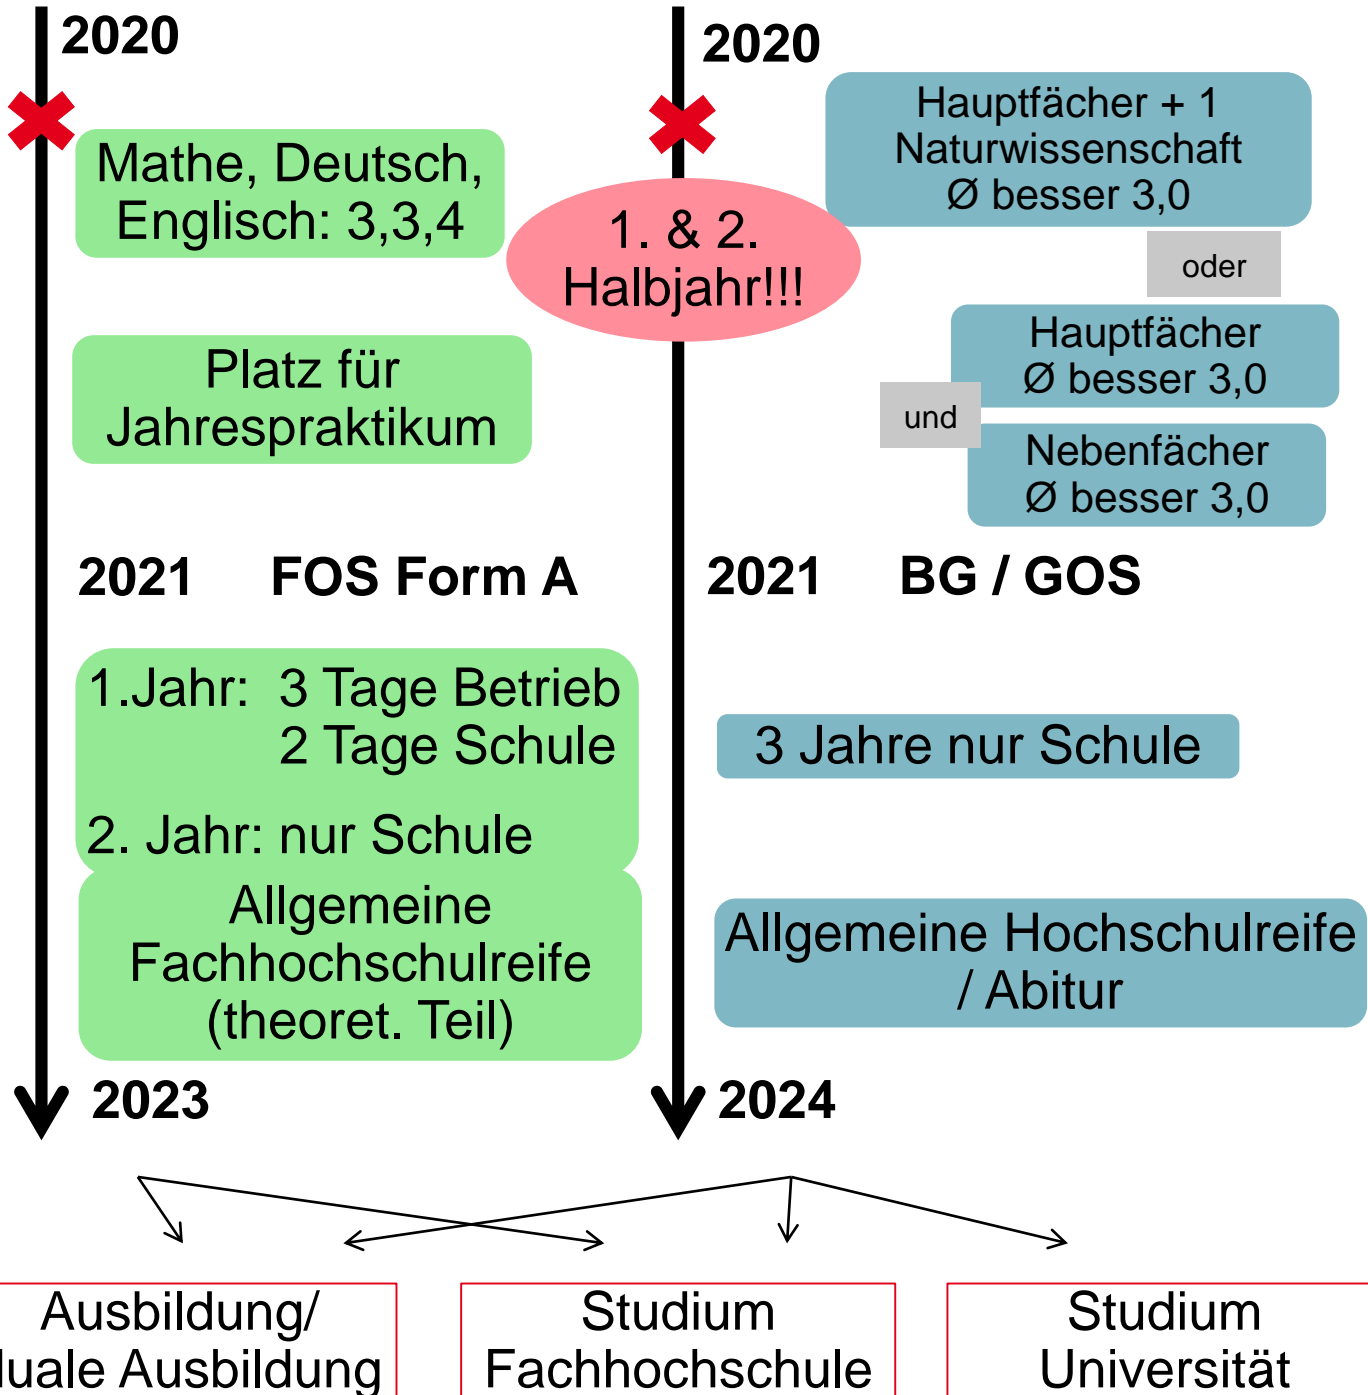 2020
Mathe, Deutsch,
Englisch: 3,3,4
Platz für
Jahrespraktikum
2021 FOS Form A
1.Jahr: 3 Tage Betrieb
2 Tage Schule
2. Jahr: nur Schule
Allgemeine
Fachhochschulreife
(theoret. Teil)
2023
1. & 2.
Halbjahr!!!
2020
Hauptfächer + 1
Naturwissenschaft
Ø besser 3,0
oder
Hauptfächer
Ø besser 3,0
und
Nebenfächer
Ø besser 3,0
2021 BG / GOS
3 Jahre nur Schule
Allgemeine Hochschulreife
/ Abitur
2024
Ausbildung/
duale Ausbildung
Studium
Fachhochschule
Studium
Universität